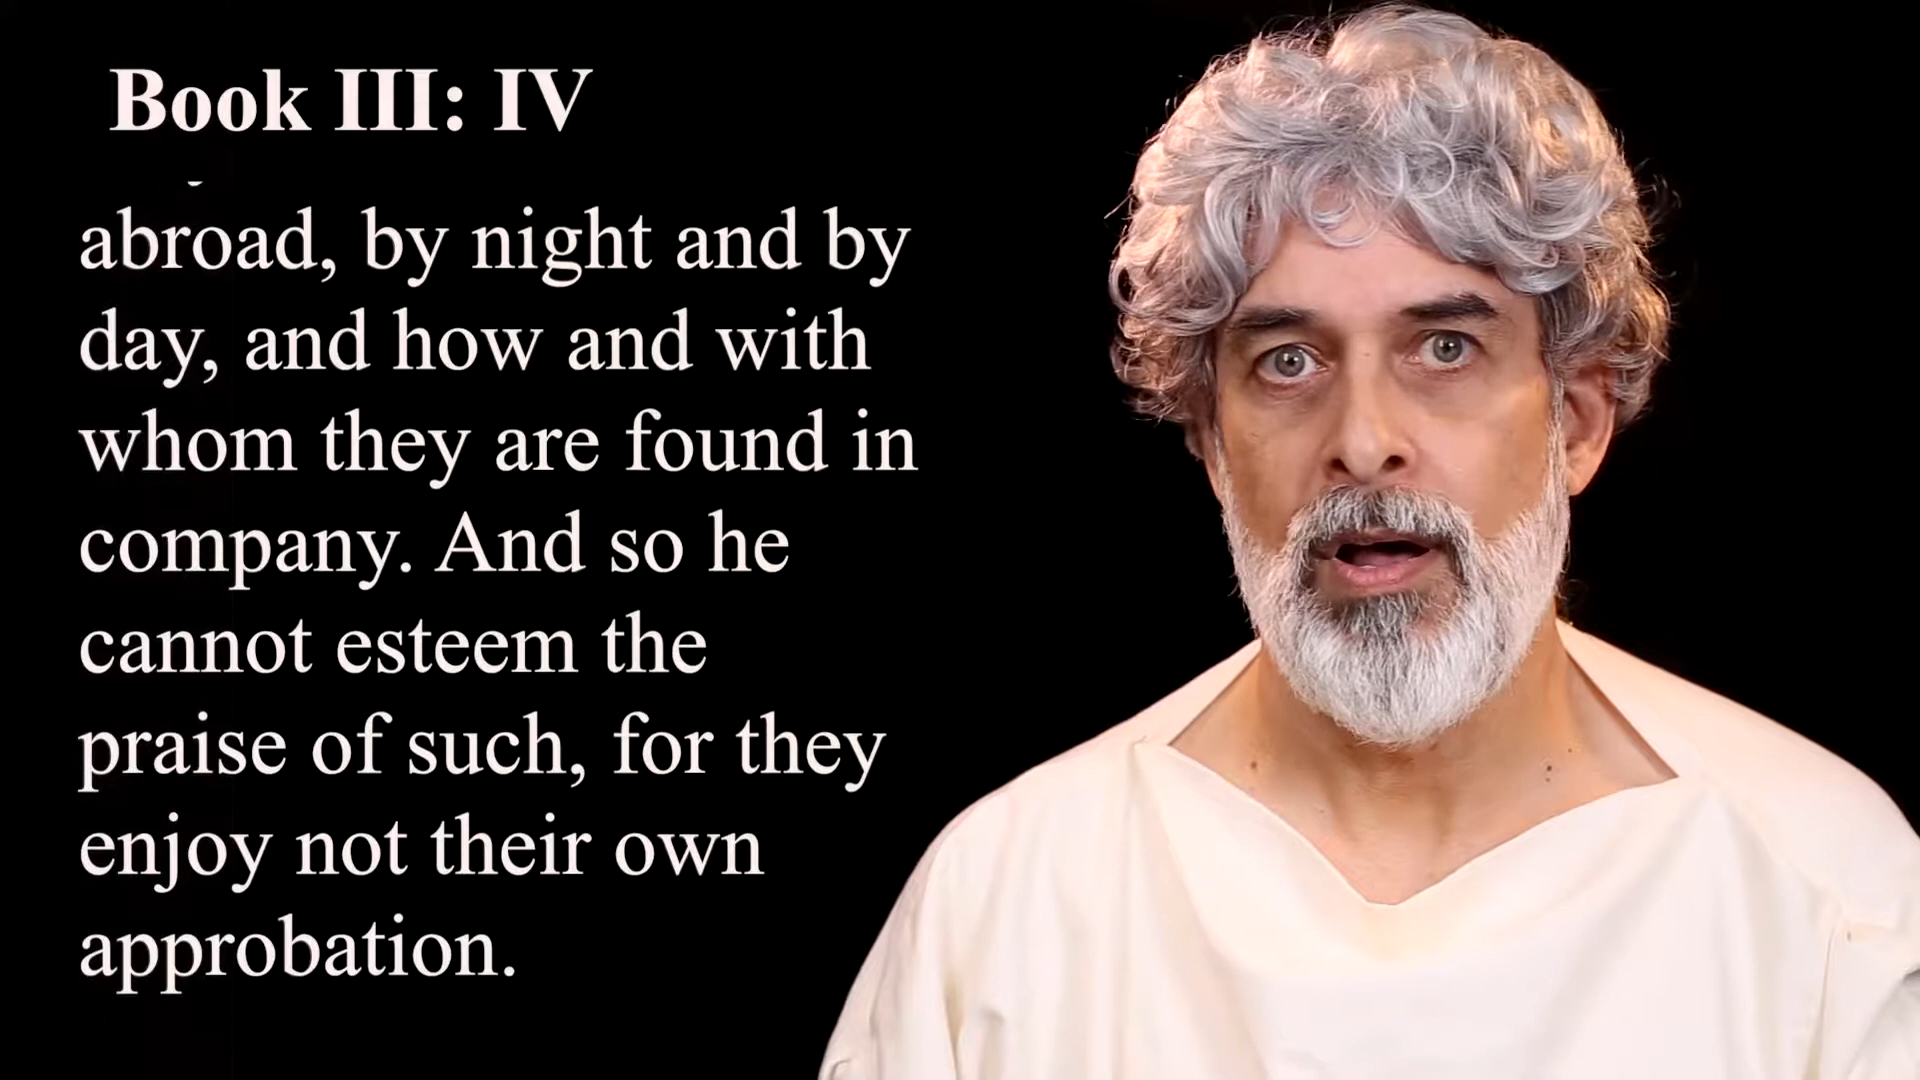 Book III: IV
abroad, by night and by
day, and how and with
whom they are found in
company. And so he
cannot esteem the
praise of such, for they
enjoy not their own
approbation.